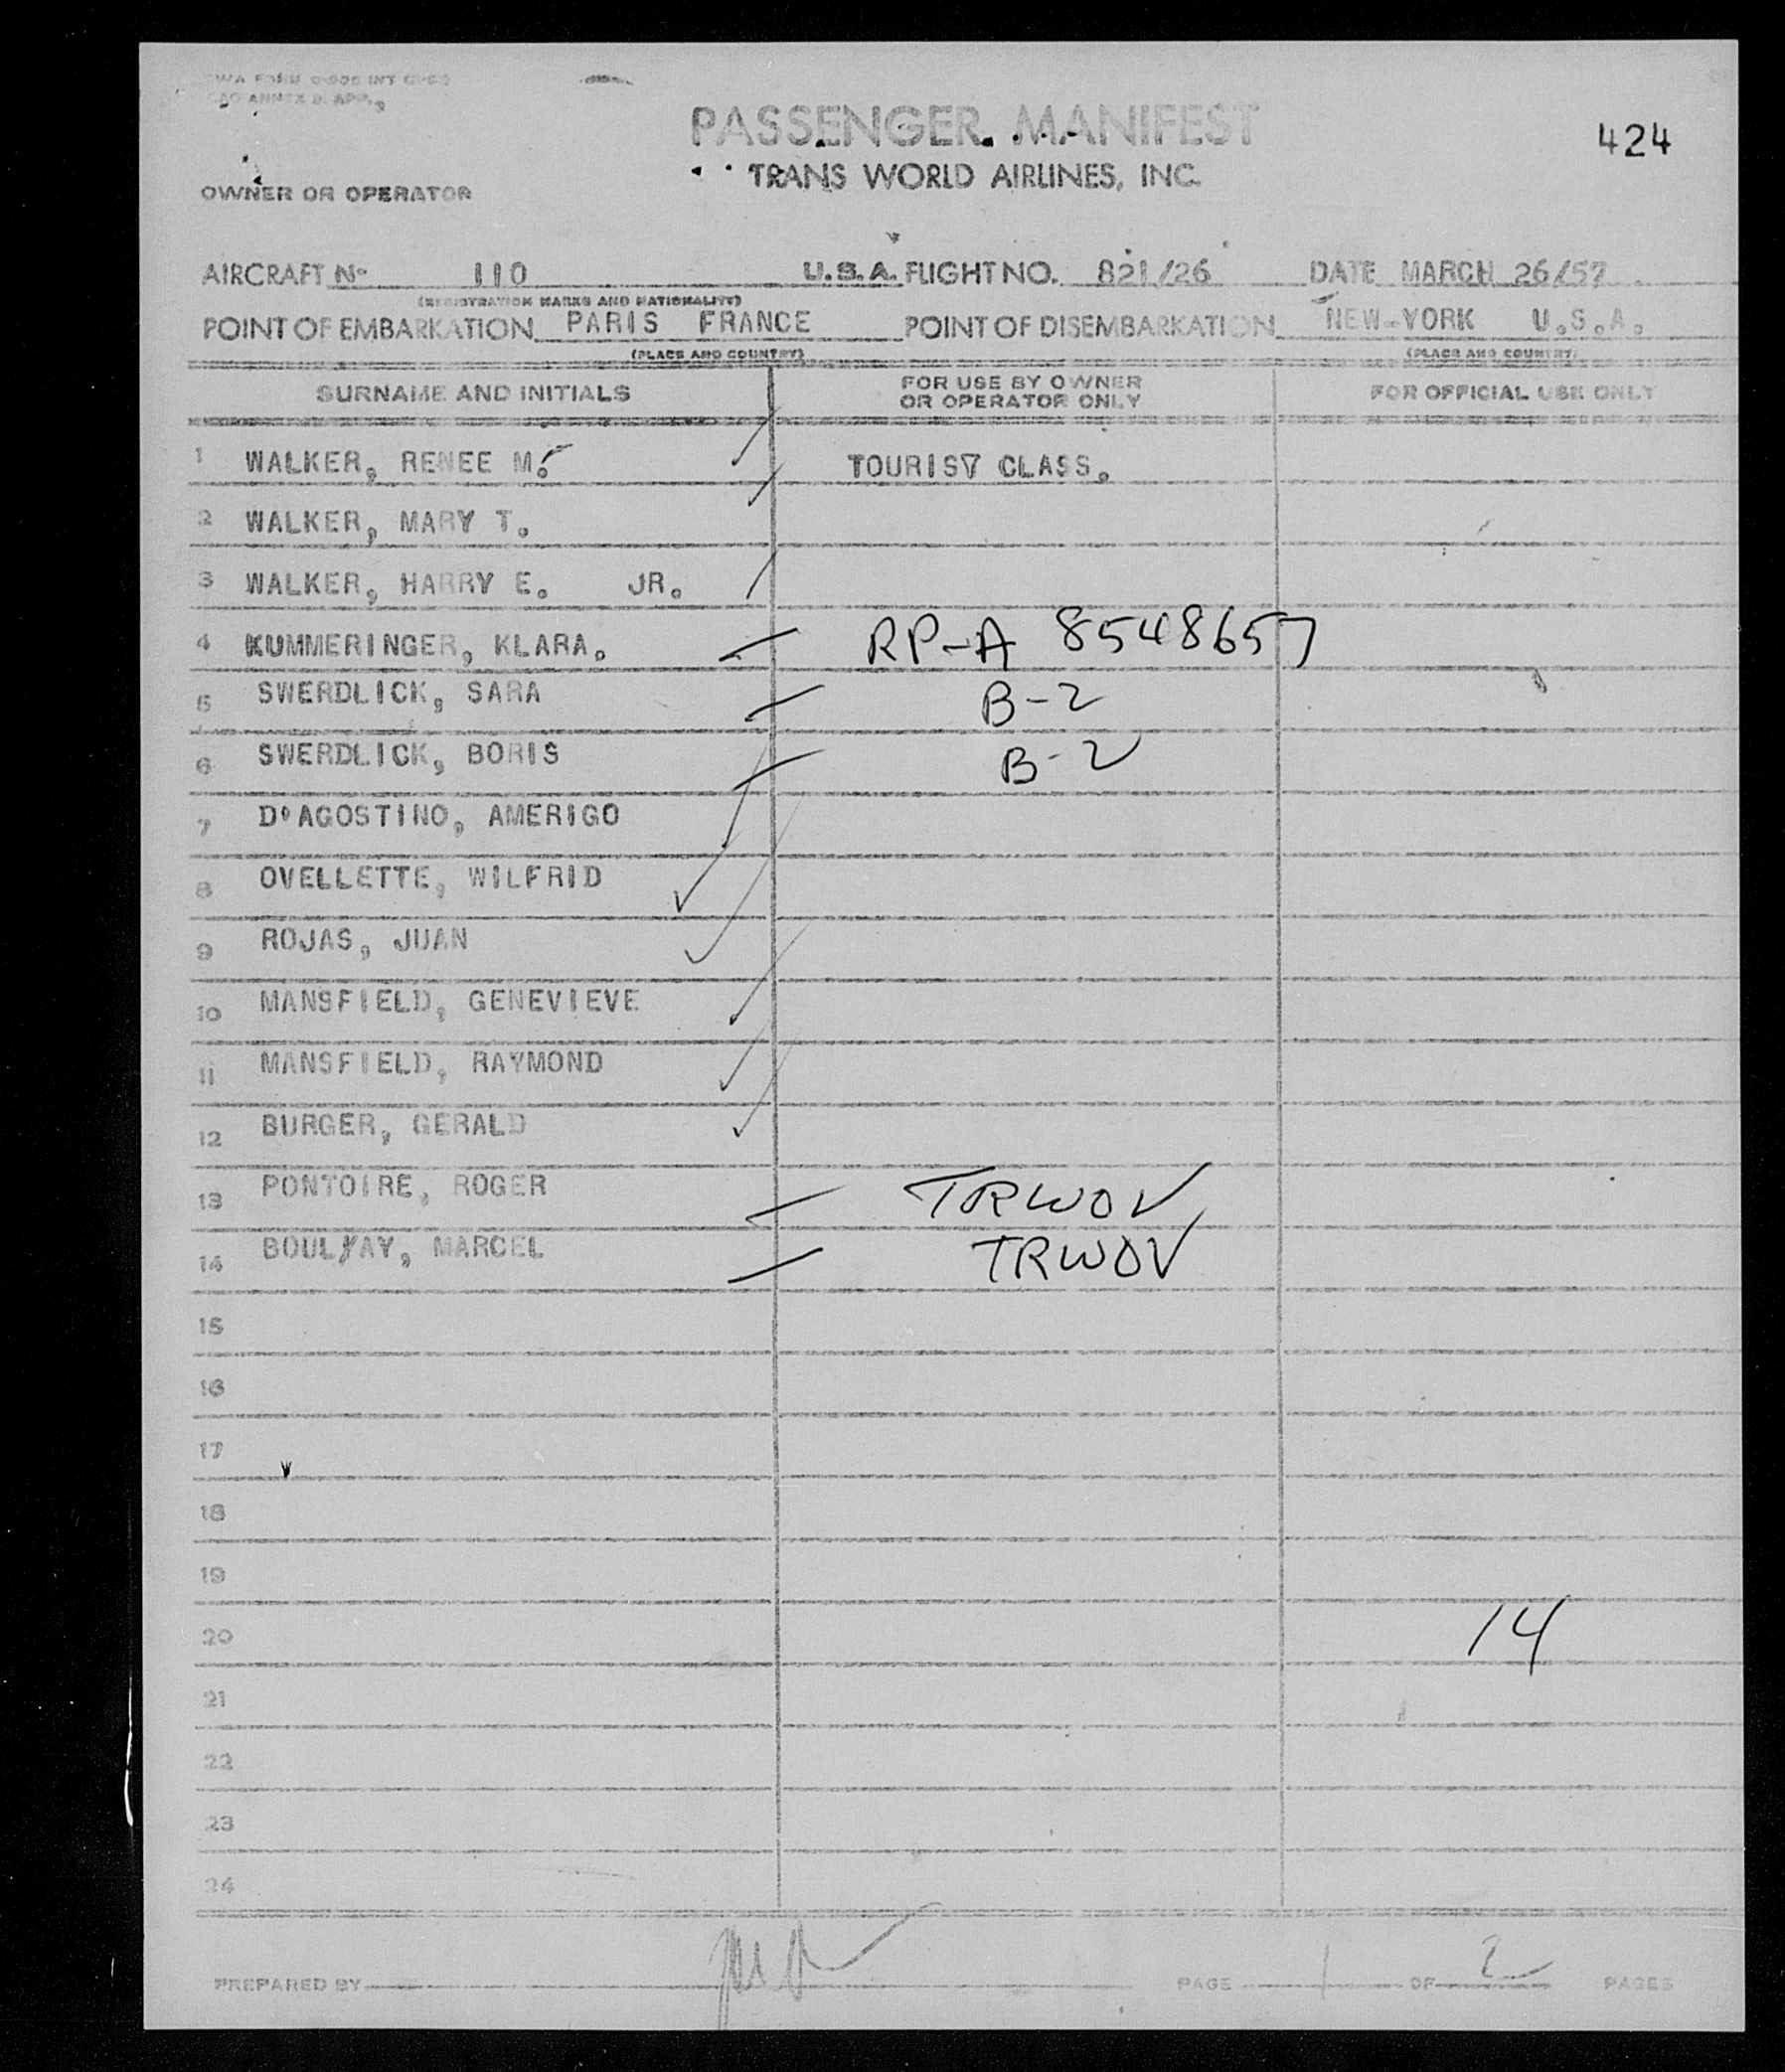 PASSENGER MANIFEST
424
TRANS WORLD AIRLINES, INC.
OWNER OR OPERATOR
AIRCRAFT No 110 U.S.A. FLIGHT NO. 821/26 DATE MARCH 26/57
(REGISTRATION MARKS AND NATIONALITY)
POINT OF EMBARKATION PARIS FRANCE POINT OF DISEMBARKATION NEW-YORK U.S.A.
(PLACE AND COUNTRY) (PLACE AND COUNTRY)
SURNAME AND INITIALS FOR USE BY OWNER OR OPERATOR ONLY FOR OFFICIAL USE ONLY
1 WALKER, RENEE M. TOURIST CLASS.
2 WALKER, MARY T.
3 WALKER, HARRY E. JR.
4 KUMMERINGER, KLARA. RP-A 8548657
5 SWERDLICK, SARA B-2
6 SWERDLICK, BORIS B-2
7 D'AGOSTINO, AMERIGO
8 OVELLETTE, WILFRID
9 ROJAS, JUAN
10 MANSFIELD, GENEVIEVE
11 MANSFIELD, RAYMOND
12 BURGER, GERALD
13 PONTOIRE, ROGER TRWOV
14 BOULYAY, MARCEL TRWOV
15
16
17
18
19
20 14
21
22
23
24
PREPARED BY PAGE 1 OF 2 PAGES